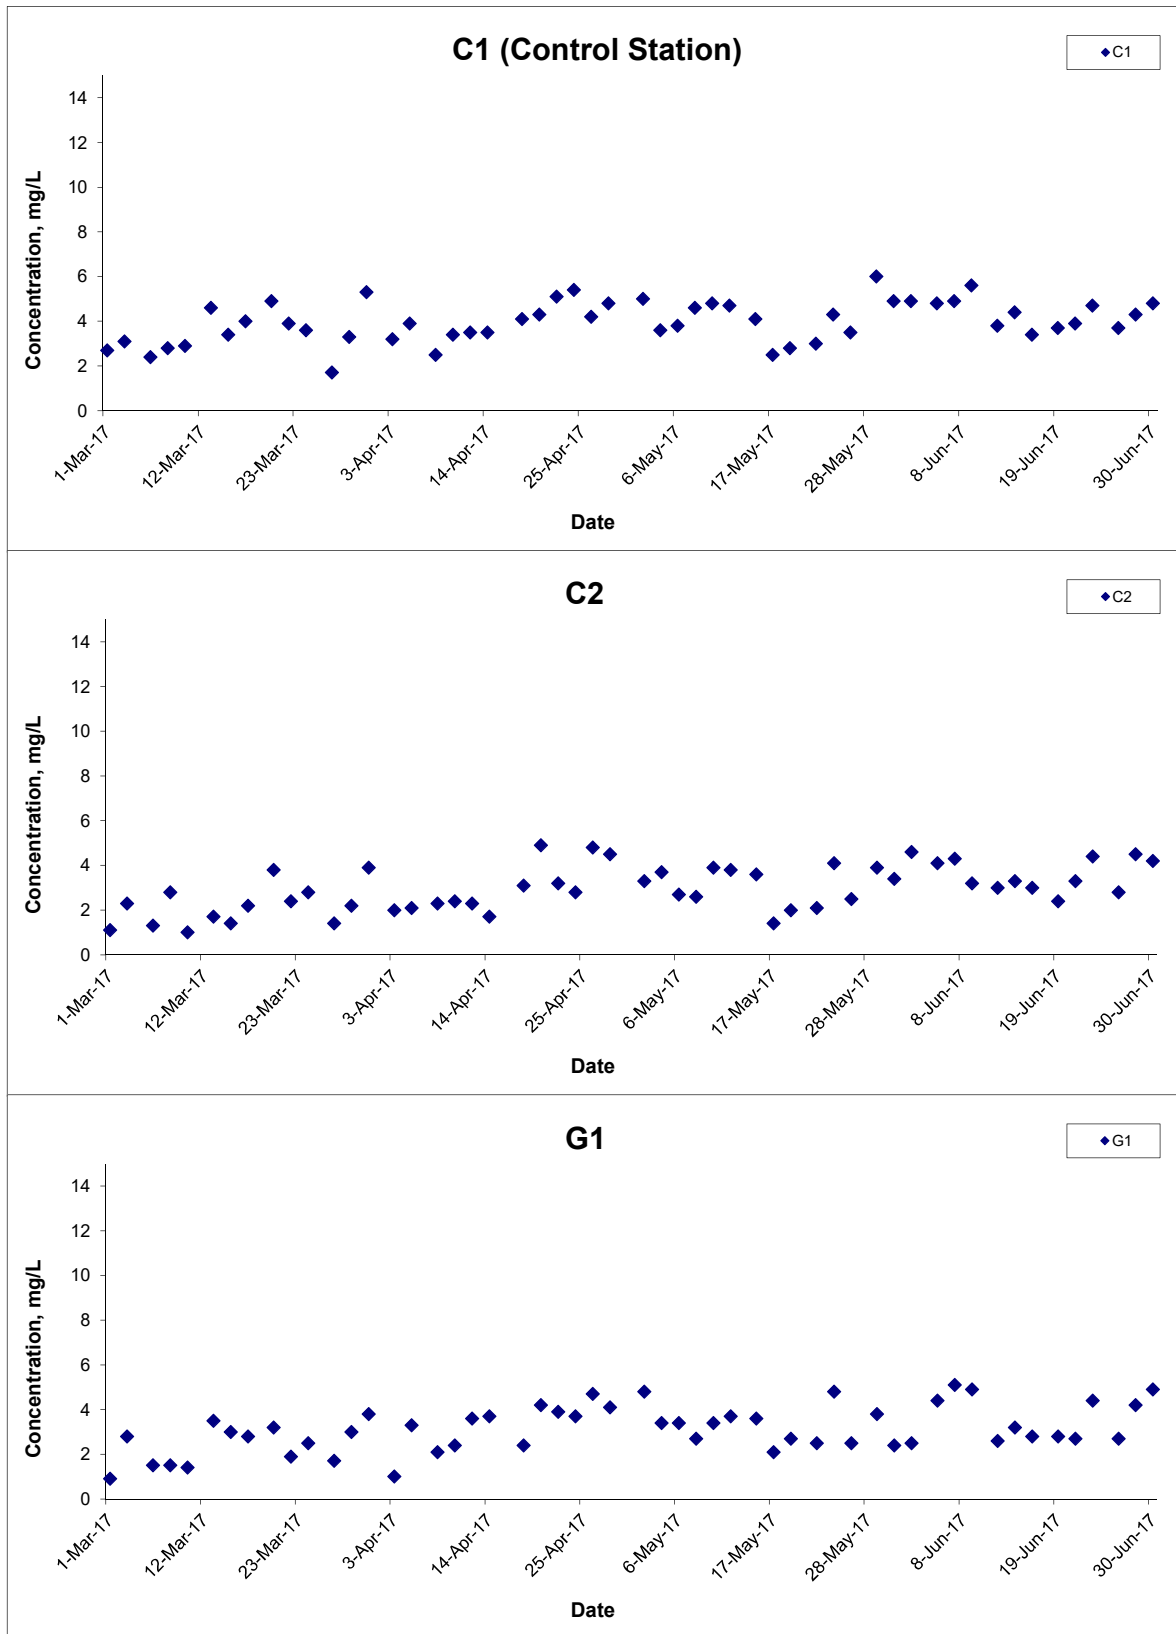 C1 (Control Station)
C1
14
12
10
8
6
4
2
0
Concentration, mg/L
1-Mar-17
12-Mar-17
23-Mar-17
3-Apr-17
14-Apr-17
25-Apr-17
6-May-17
17-May-17
28-May-17
8-Jun-17
19-Jun-17
30-Jun-17
Date
C2
C2
14
12
10
8
6
4
2
0
Concentration, mg/L
1-Mar-17
12-Mar-17
23-Mar-17
3-Apr-17
14-Apr-17
25-Apr-17
6-May-17
17-May-17
28-May-17
8-Jun-17
19-Jun-17
30-Jun-17
Date
G1
G1
14
12
10
8
6
4
2
0
Concentration, mg/L
1-Mar-17
12-Mar-17
23-Mar-17
3-Apr-17
14-Apr-17
25-Apr-17
6-May-17
17-May-17
28-May-17
8-Jun-17
19-Jun-17
30-Jun-17
Date